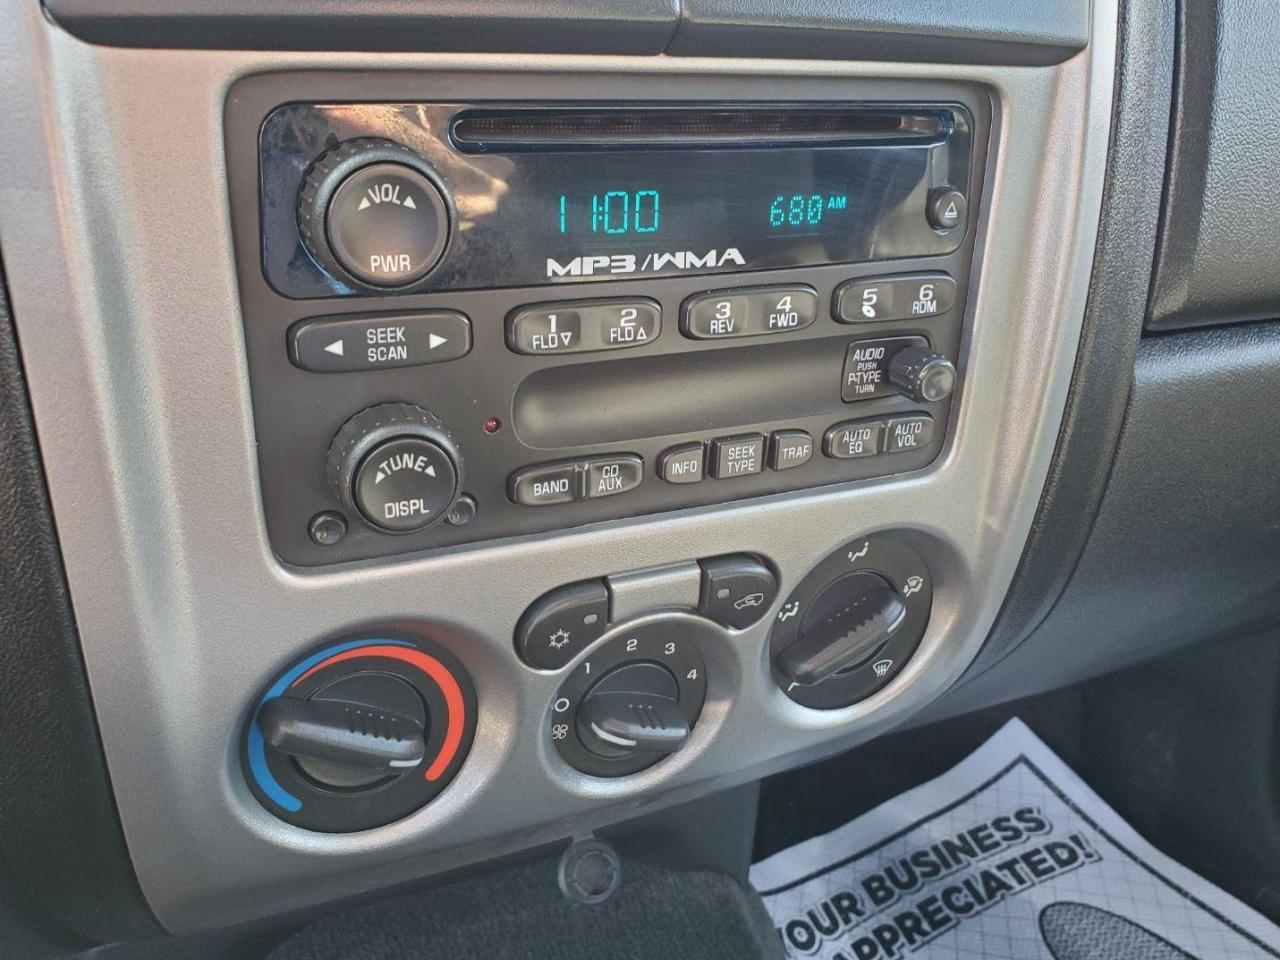 11:00 680 AM
VOL
PWR
MP3/WMA
SEEK
SCAN
1
FLD
2
FLD
3
REV
4
FWD
5
6
RDM
AUDIO
PUSH
P-TYPE
TURN
TUNE
DISPL
BAND
CD
AUX
INFO
SEEK
TYPE
TRAF
AUTO
EQ
AUTO
VOL
0 1 2 3 4
OUR BUSINESS
APPRECIATED!